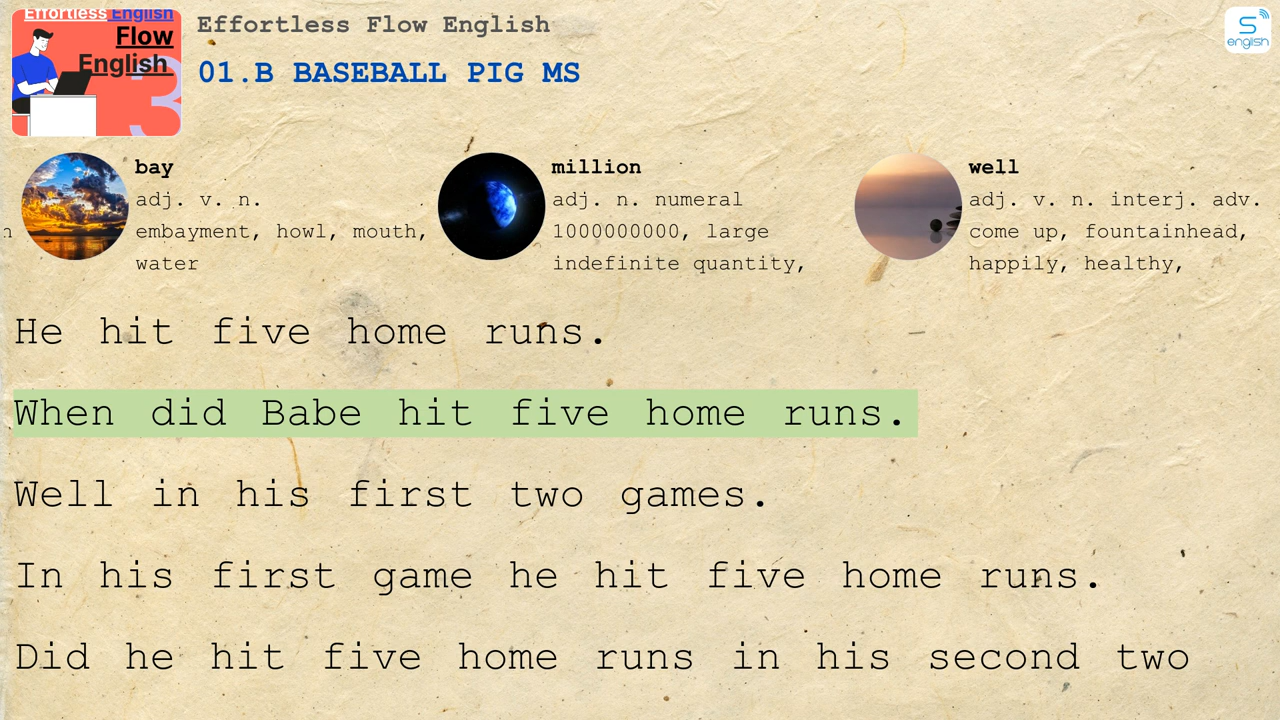 Effortless English
Flow
English
3
Effortless Flow English
01.B BASEBALL PIG MS
S
english
n
bay
adj. v. n.
embayment, howl, mouth,
water
million
adj. n. numeral
1000000000, large
indefinite quantity,
well
adj. v. n. interj. adv.
come up, fountainhead,
happily, healthy,
He hit five home runs.
When did Babe hit five home runs.
Well in his first two games.
In his first game he hit five home runs.
Did he hit five home runs in his second two